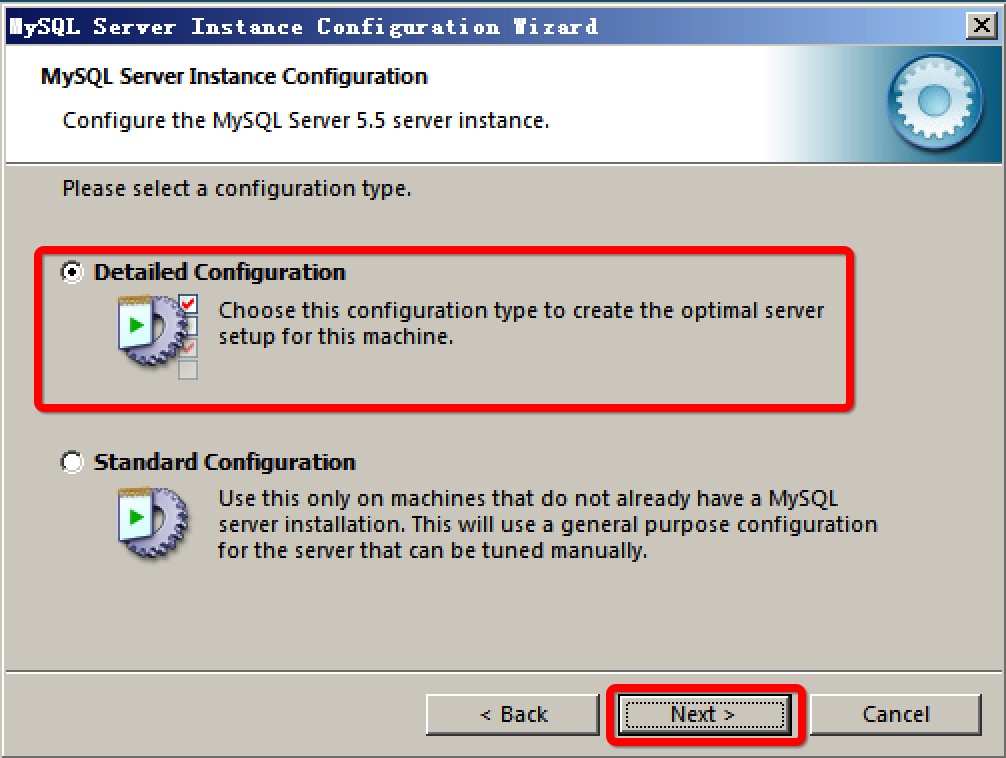 MySQL Server Instance Configuration Wizard
MySQL Server Instance Configuration
Configure the MySQL Server 5.5 server instance.
Please select a configuration type.
Detailed Configuration
Choose this configuration type to create the optimal server
setup for this machine.
Standard Configuration
Use this only on machines that do not already have a MySQL
server installation. This will use a general purpose configuration
for the server that can be tuned manually.
< Back
Next >
Cancel